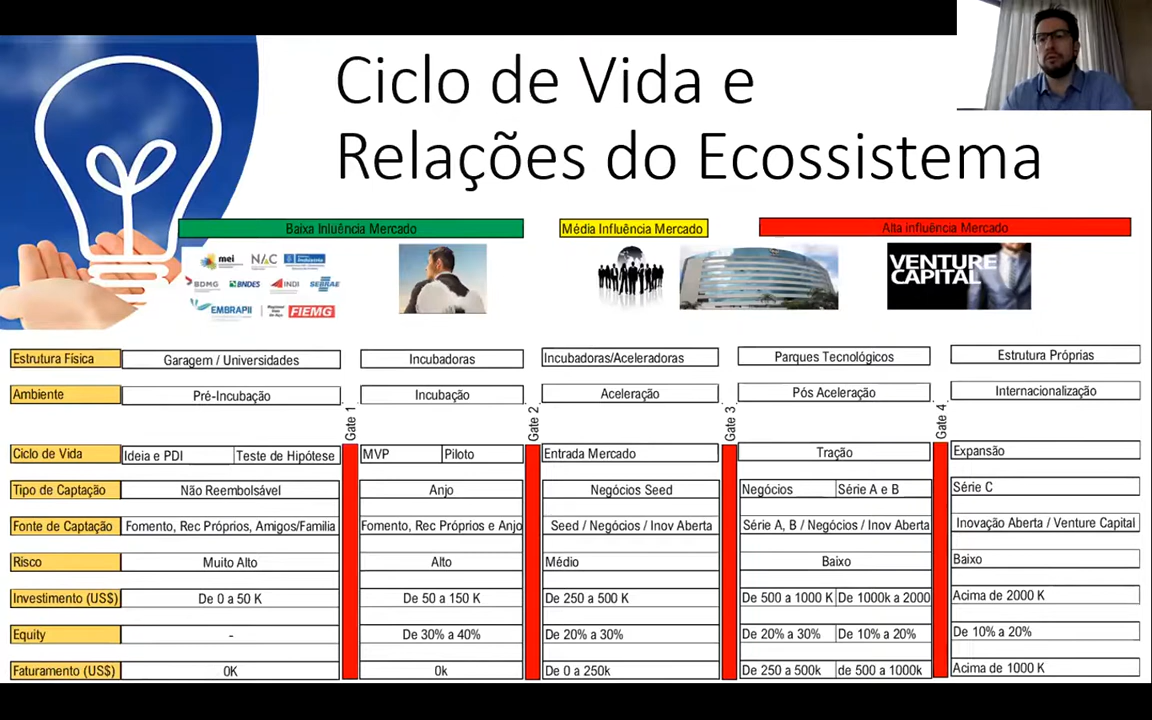 Ciclo de Vida e
Relações do Ecossistema
Baixa Inluência Mercado
Média Influência Mercado
Alta influência Mercado
mei
NAC
BDMG
BNDES
INDI
SEBRAE
EMBRAPII
FIEMG
VENTURE
CAPITAL
Estrutura Física
Garagem / Universidades
Incubadoras
Incubadoras/Aceleradoras
Parques Tecnológicos
Estrutura Próprias
Ambiente
Pré-Incubação
Incubação
Aceleração
Pós Aceleração
Internacionalização
Gate 1
Gate 2
Gate 3
Gate 4
Ciclo de Vida
Ideia e PDI
Teste de Hipótese
MVP
Piloto
Entrada Mercado
Tração
Expansão
Tipo de Captação
Não Reembolsável
Anjo
Negócios Seed
Negócios
Série A e B
Série C
Fonte de Captação
Fomento, Rec Próprios, Amigos/Familia
Fomento, Rec Próprios e Anjo
Seed / Negócios / Inov Aberta
Série A, B / Negócios / Inov Aberta
Inovação Aberta / Venture Capital
Risco
Muito Alto
Alto
Médio
Baixo
Baixo
Investimento (US$)
De 0 a 50 K
De 50 a 150 K
De 250 a 500 K
De 500 a 1000 K
De 1000k a 2000
Acima de 2000 K
Equity
-
De 30% a 40%
De 20% a 30%
De 20% a 30%
De 10% a 20%
De 10% a 20%
Faturamento (US$)
0K
0k
De 0 a 250k
De 250 a 500k
de 500 a 1000k
Acima de 1000 K